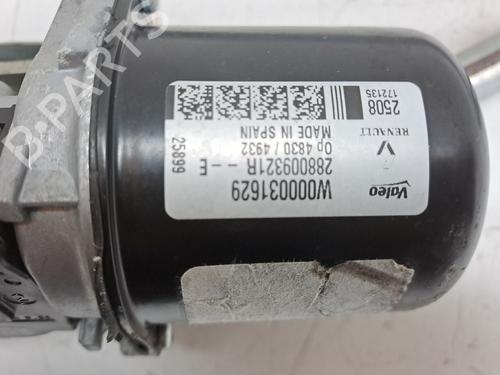 Valeo
W000031629
288009321R - - E
Op 4830 / 4932 25899
MADE IN SPAIN
RENAULT
2508
172135
B-PARTS